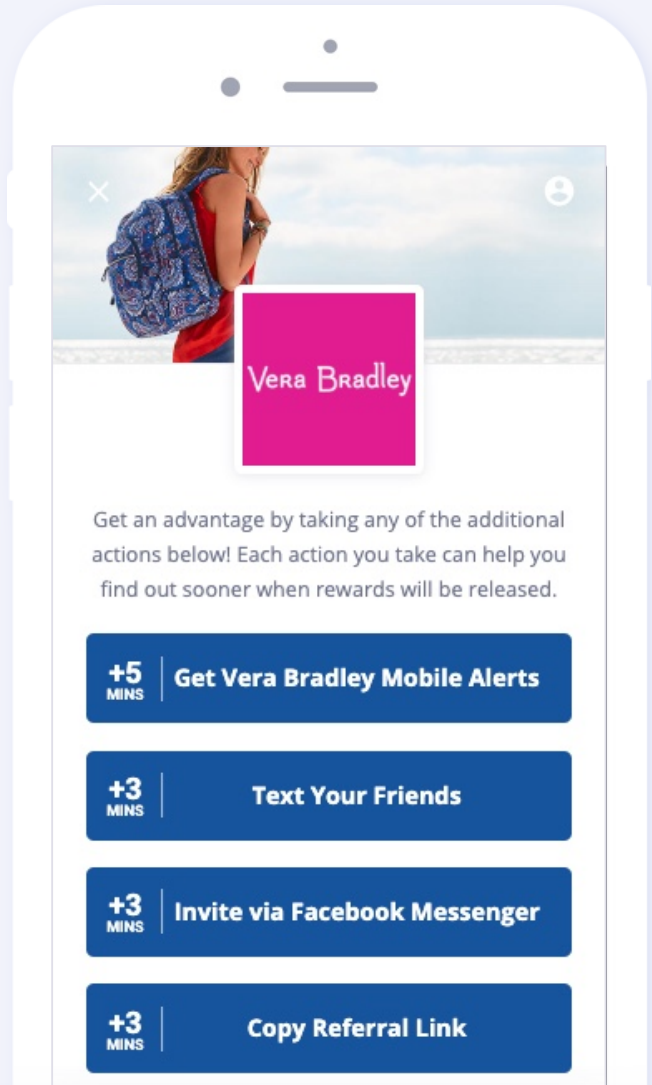 Vera Bradley
Get an advantage by taking any of the additional
actions below! Each action you take can help you
find out sooner when rewards will be released.
+5
MINS
Get Vera Bradley Mobile Alerts
+3
MINS
Text Your Friends
+3
MINS
Invite via Facebook Messenger
+3
MINS
Copy Referral Link